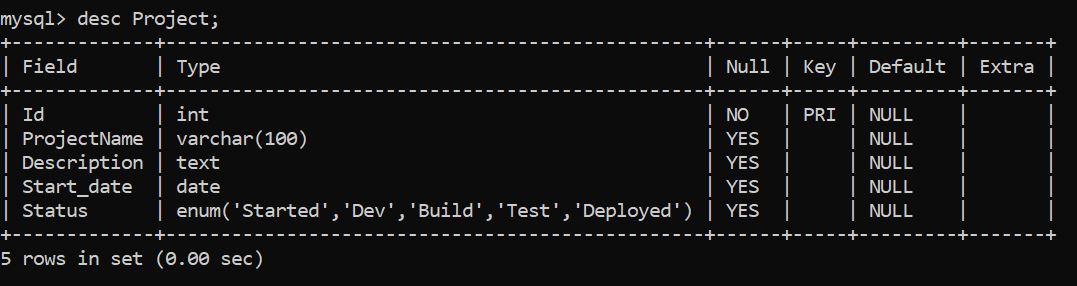 mysql> desc Project;
+-------------+-------------------------------------------------+------+-----+---------+-------+
| Field       | Type                                            | Null | Key | Default | Extra |
+-------------+-------------------------------------------------+------+-----+---------+-------+
| Id          | int                                             | NO   | PRI | NULL    |       |
| ProjectName | varchar(100)                                    | YES  |     | NULL    |       |
| Description | text                                            | YES  |     | NULL    |       |
| Start_date  | date                                            | YES  |     | NULL    |       |
| Status      | enum('Started','Dev','Build','Test','Deployed') | YES  |     | NULL    |       |
+-------------+-------------------------------------------------+------+-----+---------+-------+
5 rows in set (0.00 sec)